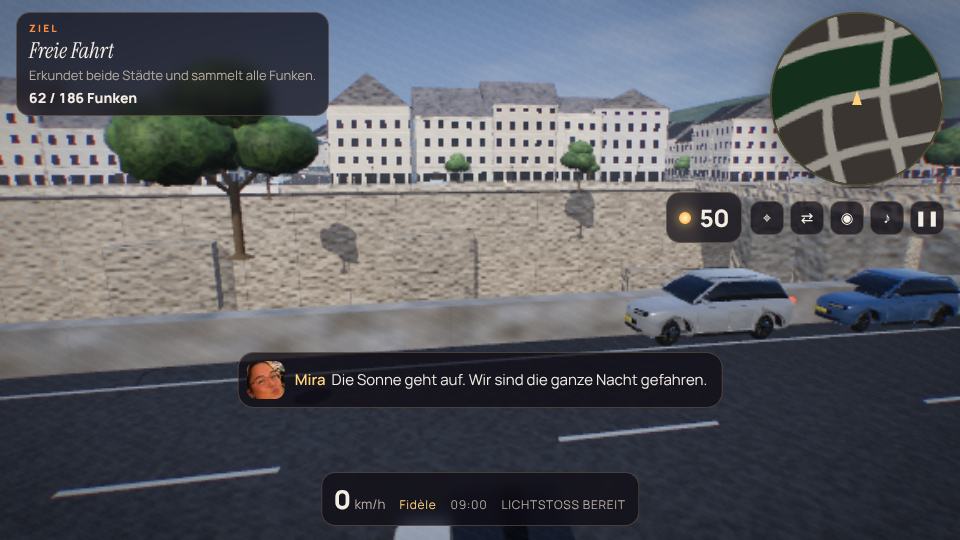 ZIEL
Freie Fahrt
Erkundet beide Städte und sammelt alle Funken.
62 / 186 Funken
50
Mira Die Sonne geht auf. Wir sind die ganze Nacht gefahren.
0 km/h Fidèle 09:00 LICHTSTOSS BEREIT